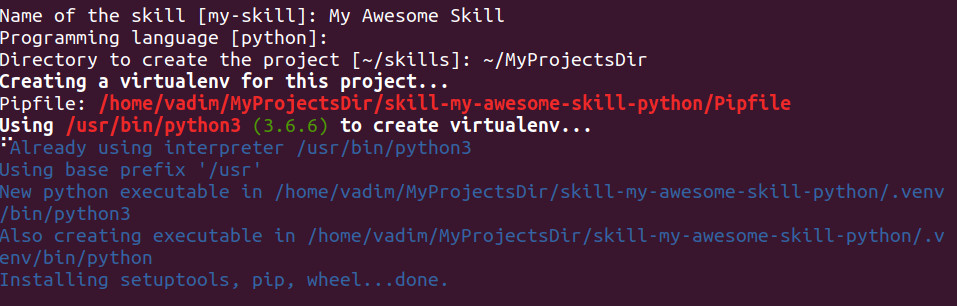 Name of the skill [my-skill]: My Awesome Skill
Programming language [python]:
Directory to create the project [~/skills]: ~/MyProjectsDir
Creating a virtualenv for this project...
Pipfile: /home/vadim/MyProjectsDir/skill-my-awesome-skill-python/Pipfile
Using /usr/bin/python3 (3.6.6) to create virtualenv...
⠋Already using interpreter /usr/bin/python3
Using base prefix '/usr'
New python executable in /home/vadim/MyProjectsDir/skill-my-awesome-skill-python/.venv
/bin/python3
Also creating executable in /home/vadim/MyProjectsDir/skill-my-awesome-skill-python/.v
env/bin/python
Installing setuptools, pip, wheel...done.